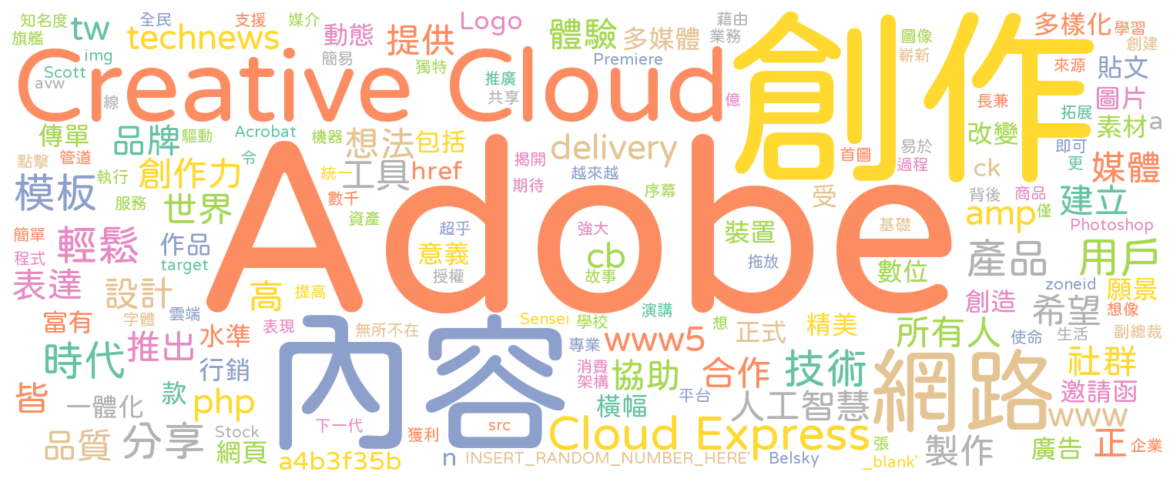 知名度 全民 支援 媒介 動態 Logo 提供 體驗 多媒體 藉由 圖像 多樣化 學習
旗艦 tw technews 簡易 獨特 Premiere 業務 嶄新 創建
img Scott avw 線 Creative Cloud 推廣 共享 億 創作 來源 貼文
長兼 圖片 拓展 素材 a
傳單 品牌 驅動 Acrobat 機器 想法 包括 揭開 delivery 首圖 易於 改變 即可
點擊 管道 令 統一 工具 href 期待 越來越 過程 ck 更 媒體
模板 執行 創作力 數千 Adobe 序幕 受 背後 商品
服務 世界 資產 超乎 強大 基礎 amp 僅 建立
簡單 輕鬆 作品 意義 cb 裝置 Photoshop
程式 target 授權 故事 拖放 數位 產品 用戶
表達 設計 高 提高 演講 創造 zoneid 願景
富有 字體 雲端 表現 無所不在 Sensei 學校 想 正式 精美 希望 想像
水準 內容 專業 www5 所有人 使命 生活 副總裁
時代 推出 行銷 消費 協助 合作 技術 網路 社群
皆 一體化 款 php 架構 平台 人工智慧 邀請函
下一代 獲利 src 橫幅 www
品質 分享 Stock 網頁 Cloud Express 張 製作 廣告 正 企業
a4b3f35b n INSERT_RANDOM_NUMBER_HERE' Belsky _blank'